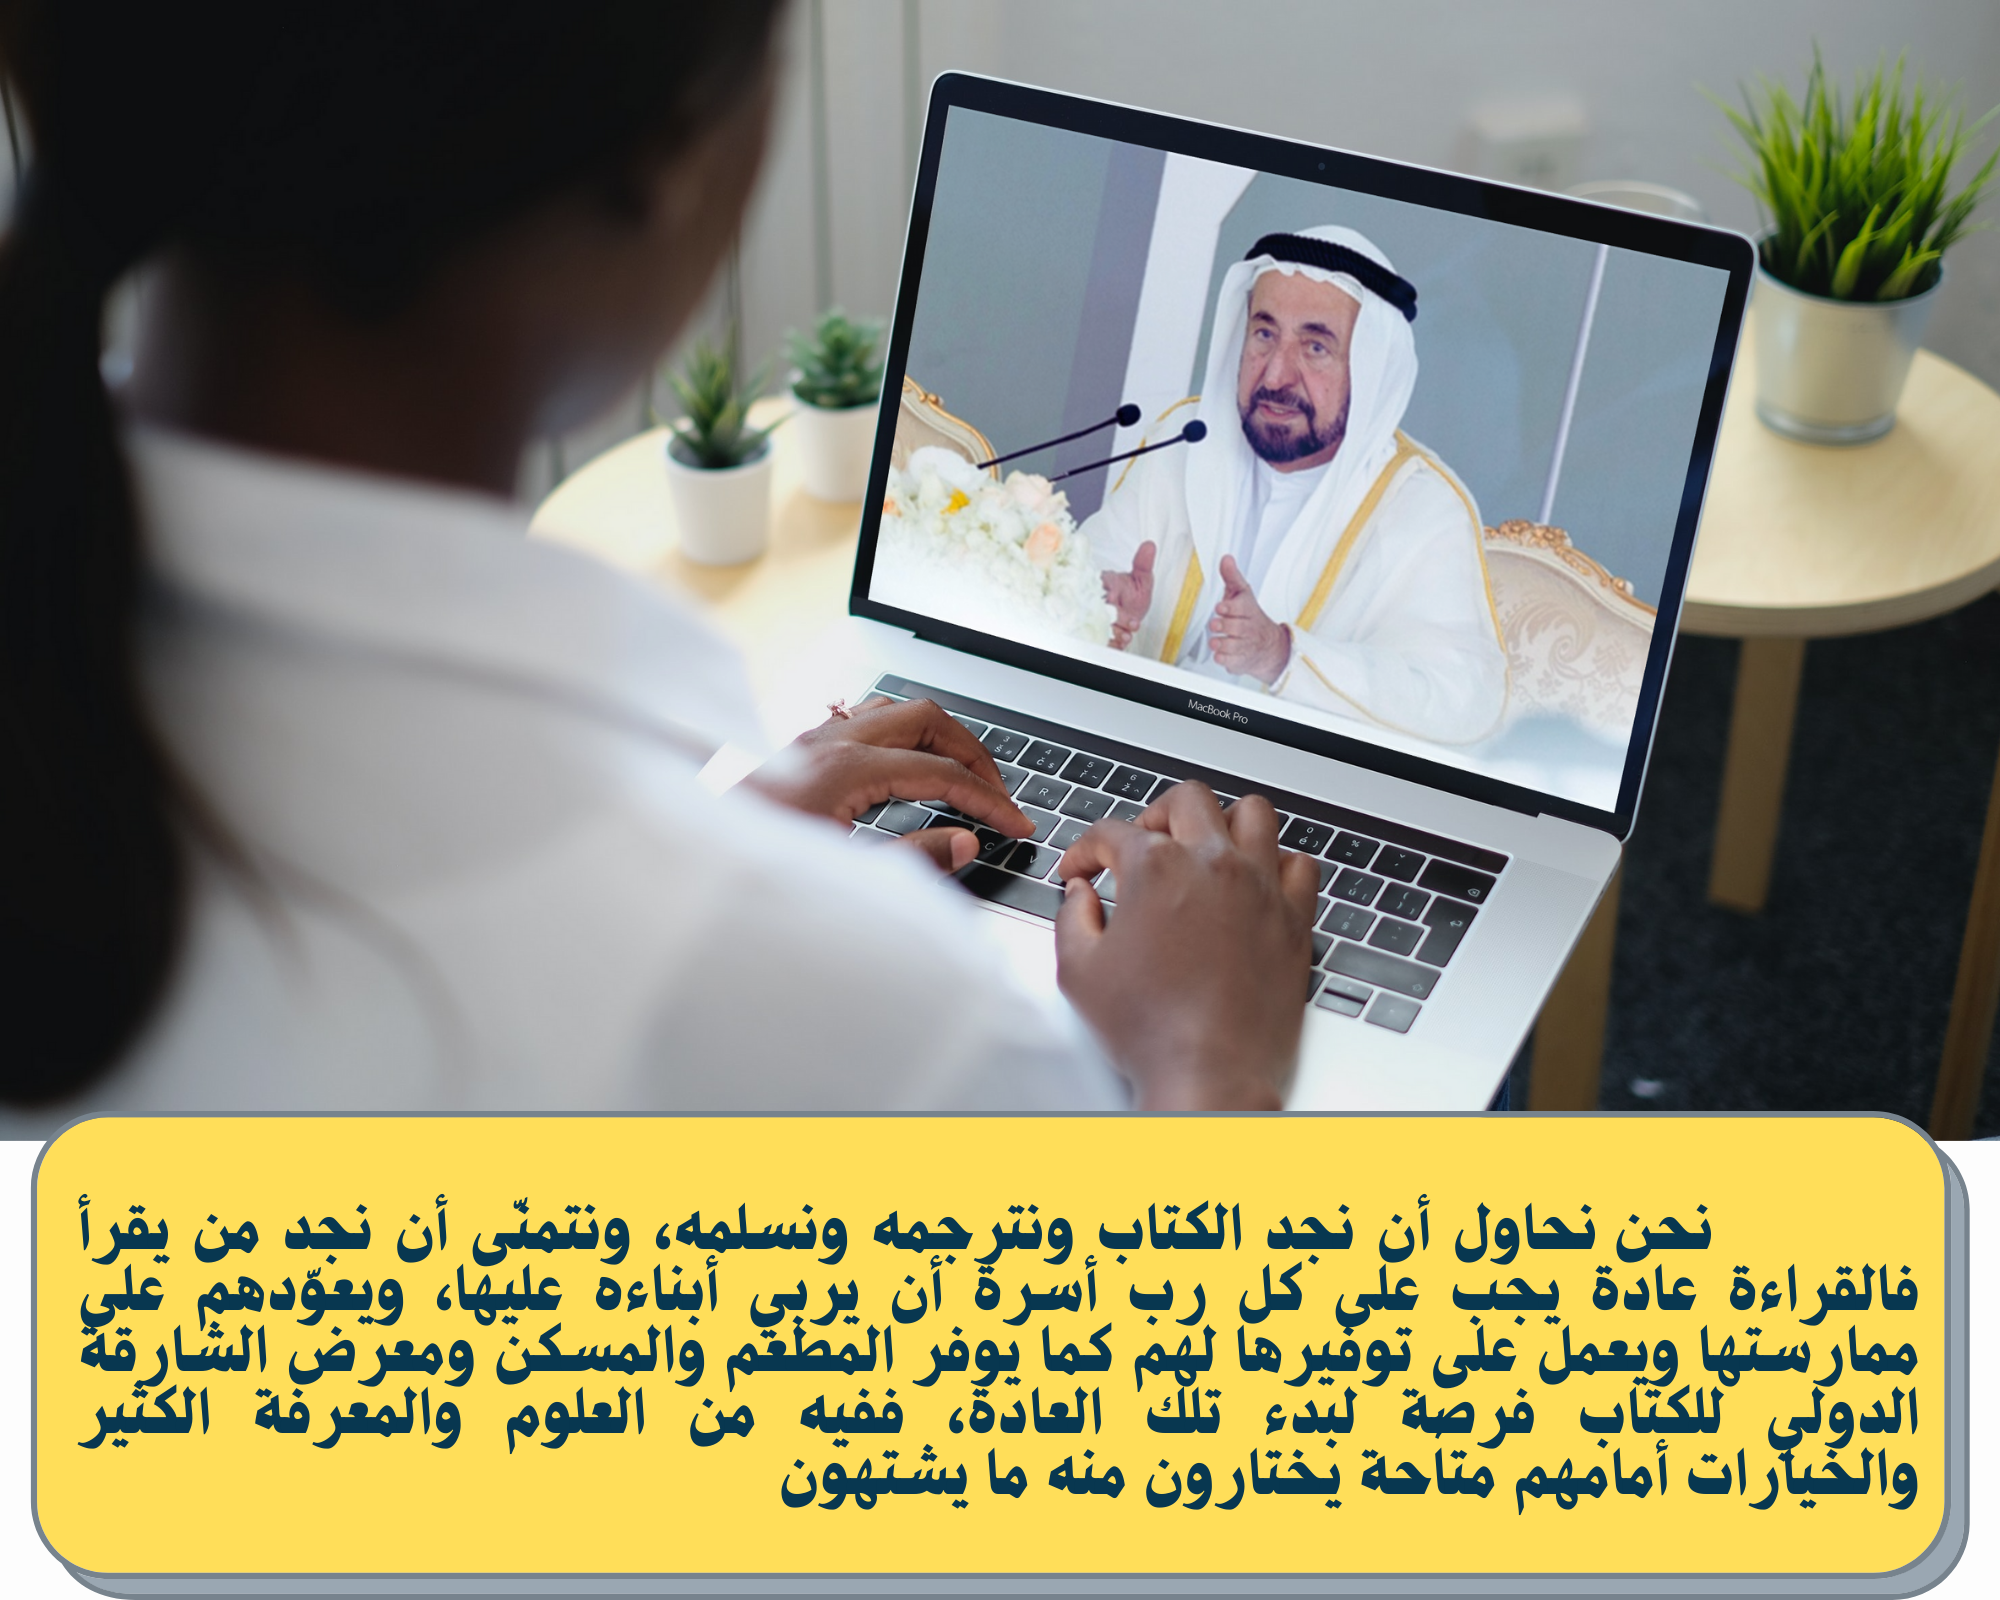 MacBook Pro
نحن نحاول أن نجد الكتاب ونترجمه ونسلمه، ونتمنّى أن نجد من يقرأ
فالقراءة عادة يجب على كل رب أسرة أن يربي أبناءه عليها، ويعوّدهم على
ممارستها ويعمل على توفيرها لهم كما يوفر المطعم والمسكن ومعرض الشارقة
الدولي للكتاب فرصة لبدء تلك العادة، ففيه من العلوم والمعرفة الكثير
والخيارات أمامهم متاحة يختارون منه ما يشتهون